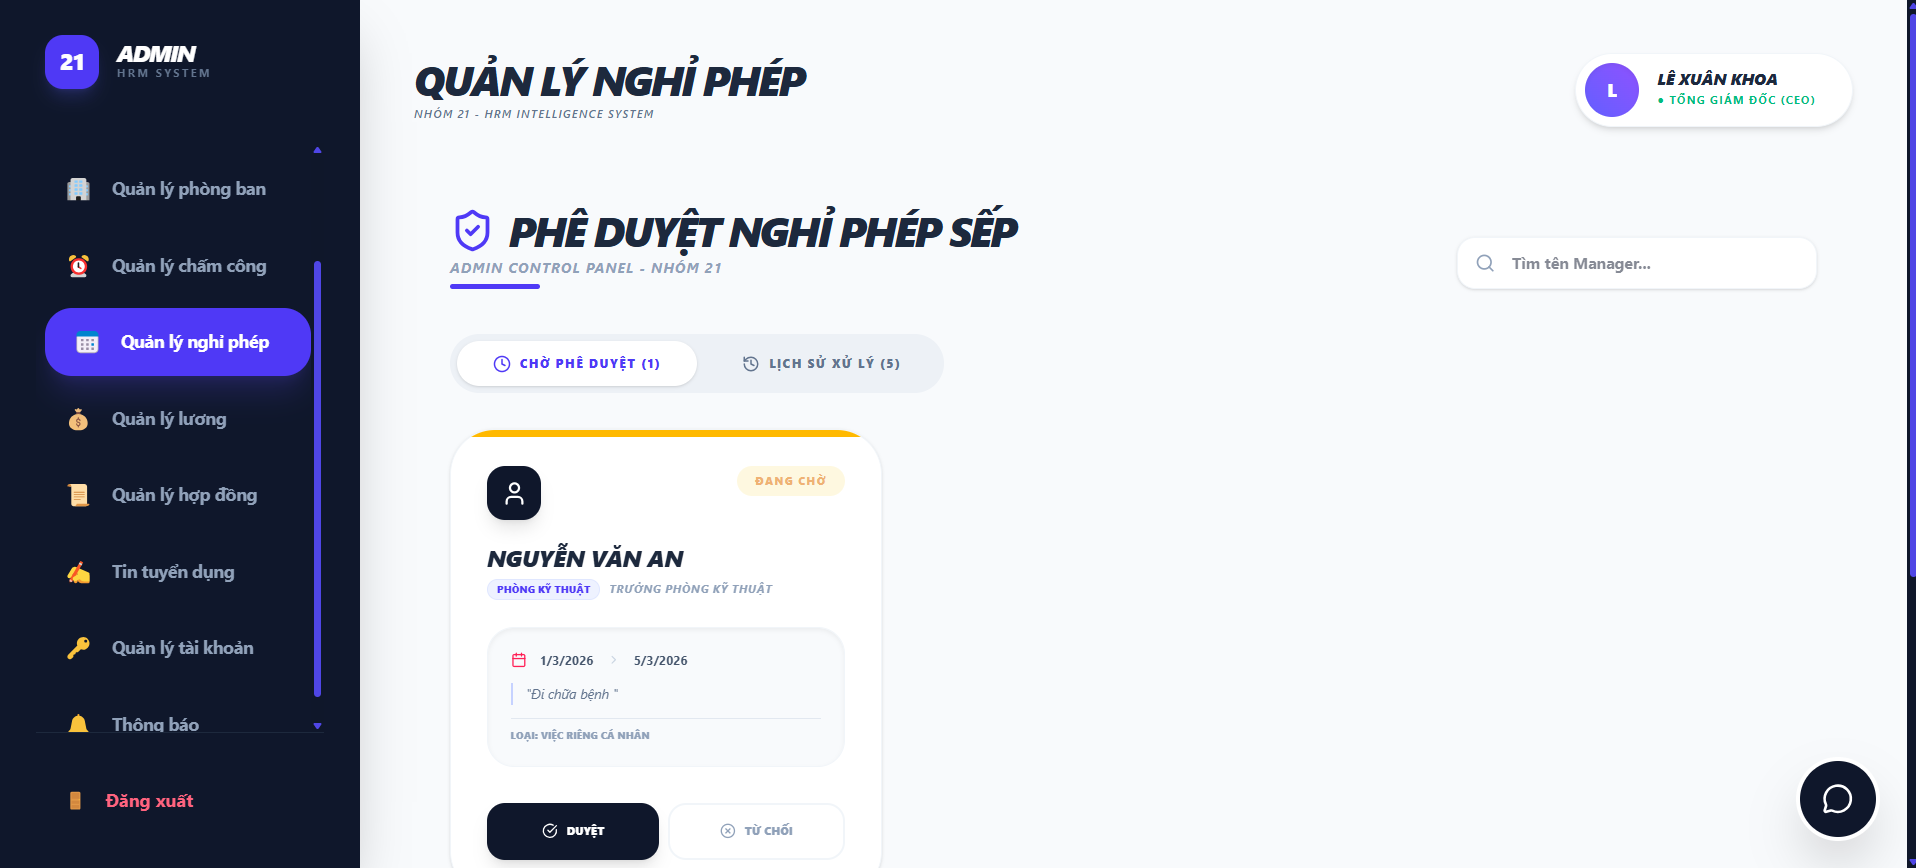 21
ADMIN
HRM SYSTEM
Quản lý phòng ban
Quản lý chấm công
Quản lý nghỉ phép
Quản lý lương
Quản lý hợp đồng
Tin tuyển dụng
Quản lý tài khoản
Thông báo
Đăng xuất
QUẢN LÝ NGHỈ PHÉP
NHÓM 21 - HRM INTELLIGENCE SYSTEM
L
LÊ XUÂN KHOA
• TỔNG GIÁM ĐỐC (CEO)
PHÊ DUYỆT NGHỈ PHÉP SẾP
ADMIN CONTROL PANEL - NHÓM 21
Tìm tên Manager...
CHỜ PHÊ DUYỆT (1)
LỊCH SỬ XỬ LÝ (5)
ĐANG CHỜ
NGUYỄN VĂN AN
PHÒNG KỸ THUẬT TRƯỞNG PHÒNG KỸ THUẬT
1/3/2026 > 5/3/2026
"Đi chữa bệnh "
LOẠI: VIỆC RIÊNG CÁ NHÂN
DUYỆT
TỪ CHỐI